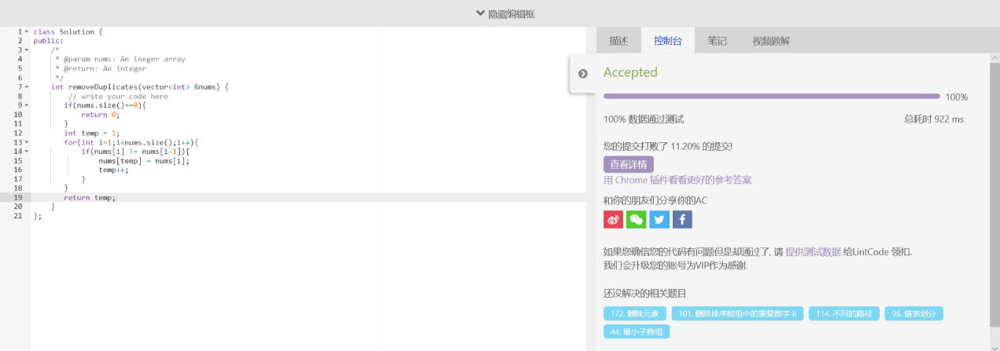 隐藏编辑框
1 class Solution {
2 public:
3 /*
4 * @param nums: An ineger array
5 * @return: An integer
6 */
7 int removeDuplicates(vector<int> &nums) {
8 // write your code here
9 if(nums.size()==0){
10 return 0;
11 }
12 int temp = 1;
13 for(int i=1;i<nums.size();i++){
14 if(nums[i] != nums[i-1]){
15 nums[temp] = nums[i];
16 temp++;
17 }
18 }
19 return temp;
20 }
21 };
描述 控制台 笔记 视频题解
Accepted
100%
100% 数据通过测试 总耗时 922 ms
您的提交打败了 11.20% 的提交!
查看详情
用 Chrome 插件看看更好的参考答案
和你的朋友们分享你的AC
如果您确信您的代码有问题但是却通过了, 请 提供测试数据 给LintCode 领扣.
我们会升级您的账号为VIP作为感谢.
还没解决的相关题目
172. 删除元素 101. 删除排序数组中的重复数字 II 114. 不同的路径 96. 链表划分
44. 最小子数组